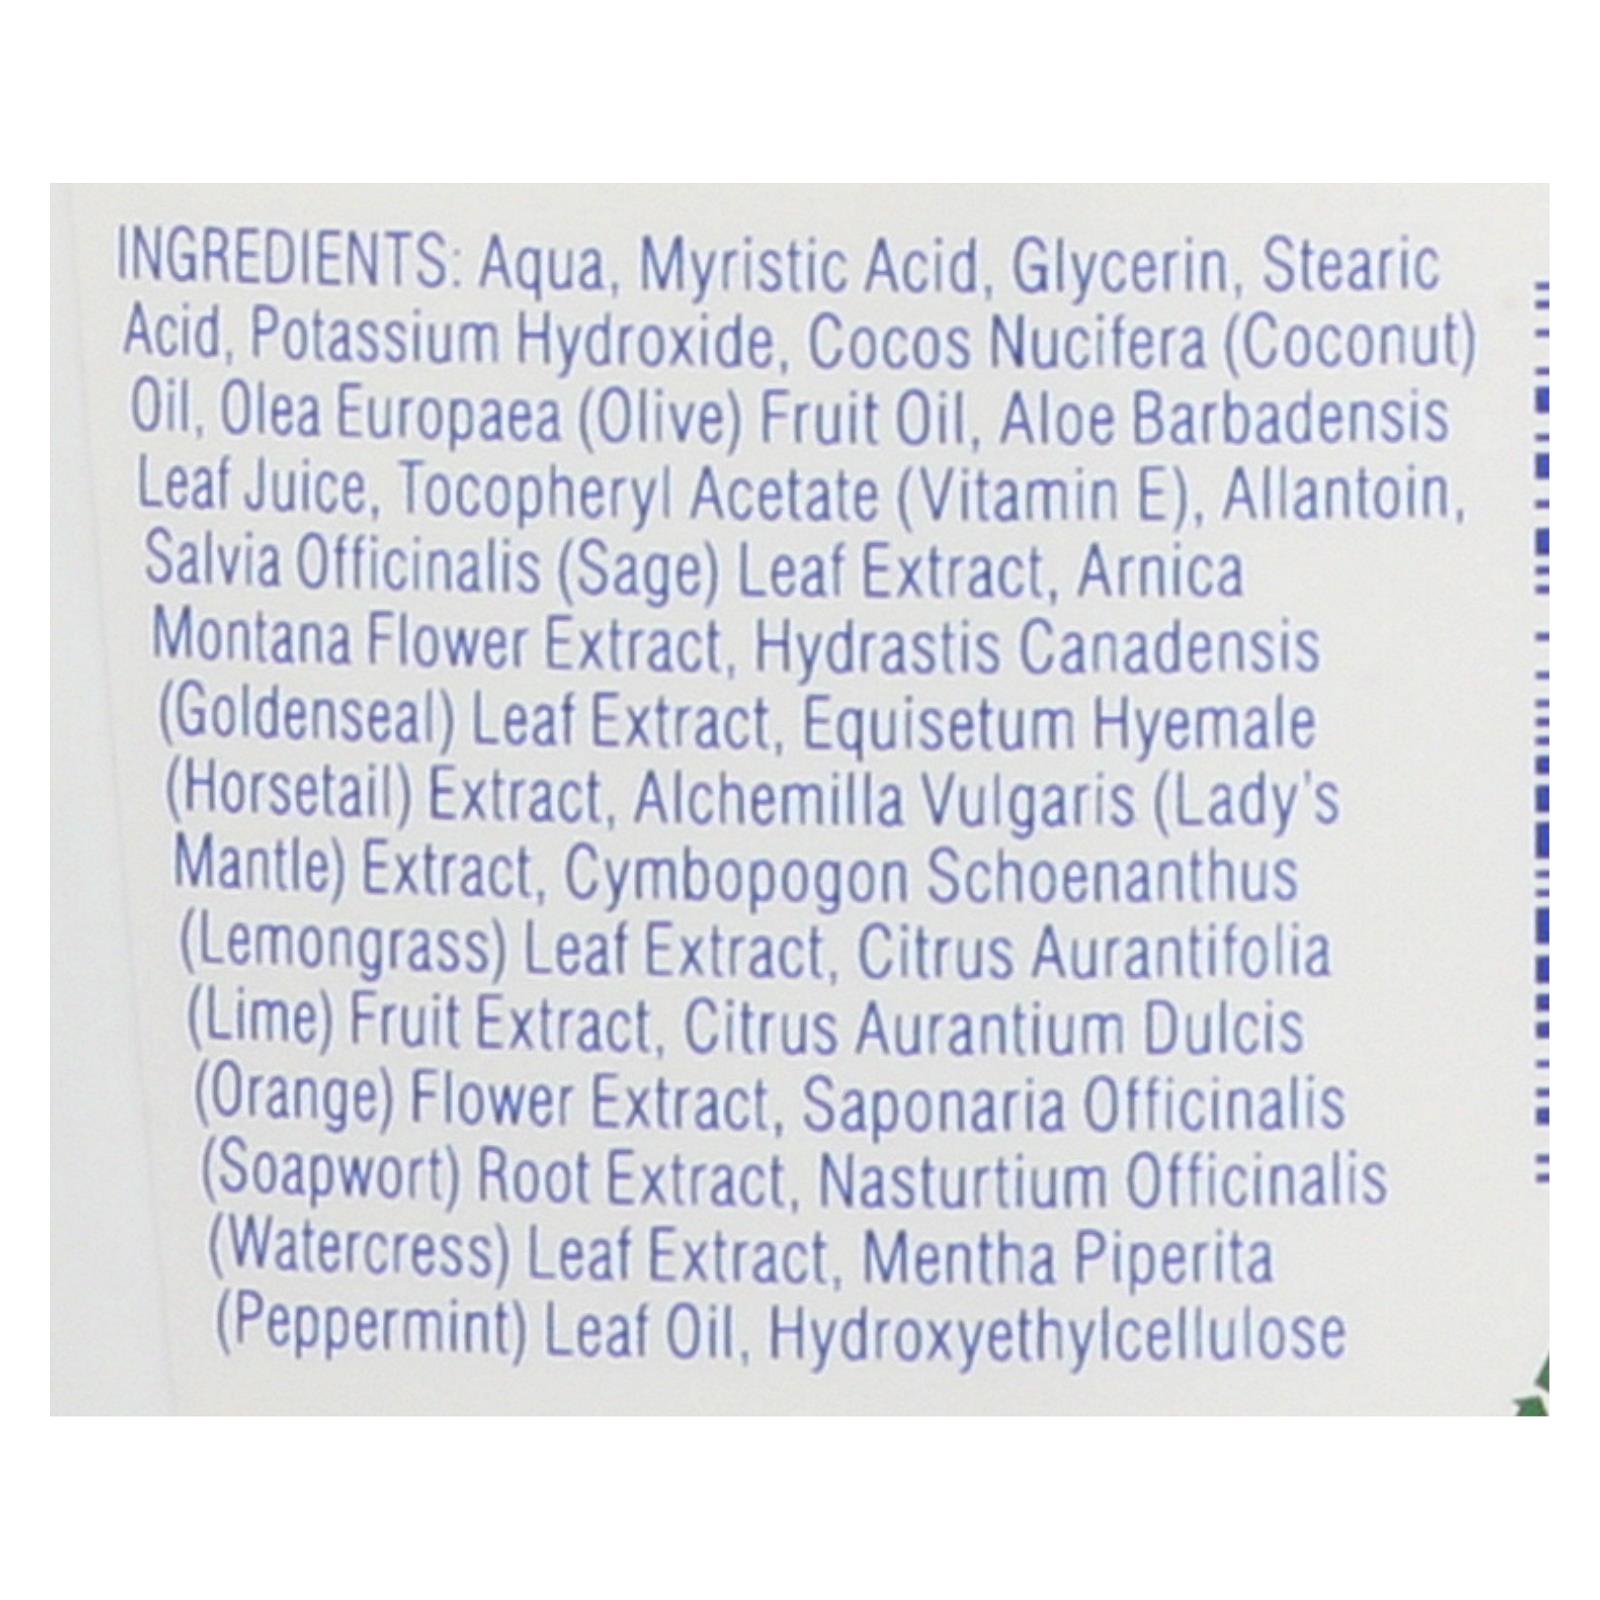 INGREDIENTS: Aqua, Myristic Acid, Glycerin, Stearic
Acid, Potassium Hydroxide, Cocos Nucifera (Coconut)
Oil, Olea Europaea (Olive) Fruit Oil, Aloe Barbadensis
Leaf Juice, Tocopheryl Acetate (Vitamin E), Allantoin,
Salvia Officinalis (Sage) Leaf Extract, Arnica
Montana Flower Extract, Hydrastis Canadensis
(Goldenseal) Leaf Extract, Equisetum Hyemale
(Horsetail) Extract, Alchemilla Vulgaris (Lady's
Mantle) Extract, Cymbopogon Schoenanthus
(Lemongrass) Leaf Extract, Citrus Aurantifolia
(Lime) Fruit Extract, Citrus Aurantium Dulcis
(Orange) Flower Extract, Saponaria Officinalis
(Soapwort) Root Extract, Nasturtium Officinalis
(Watercress) Leaf Extract, Mentha Piperita
(Peppermint) Leaf Oil, Hydroxyethylcellulose